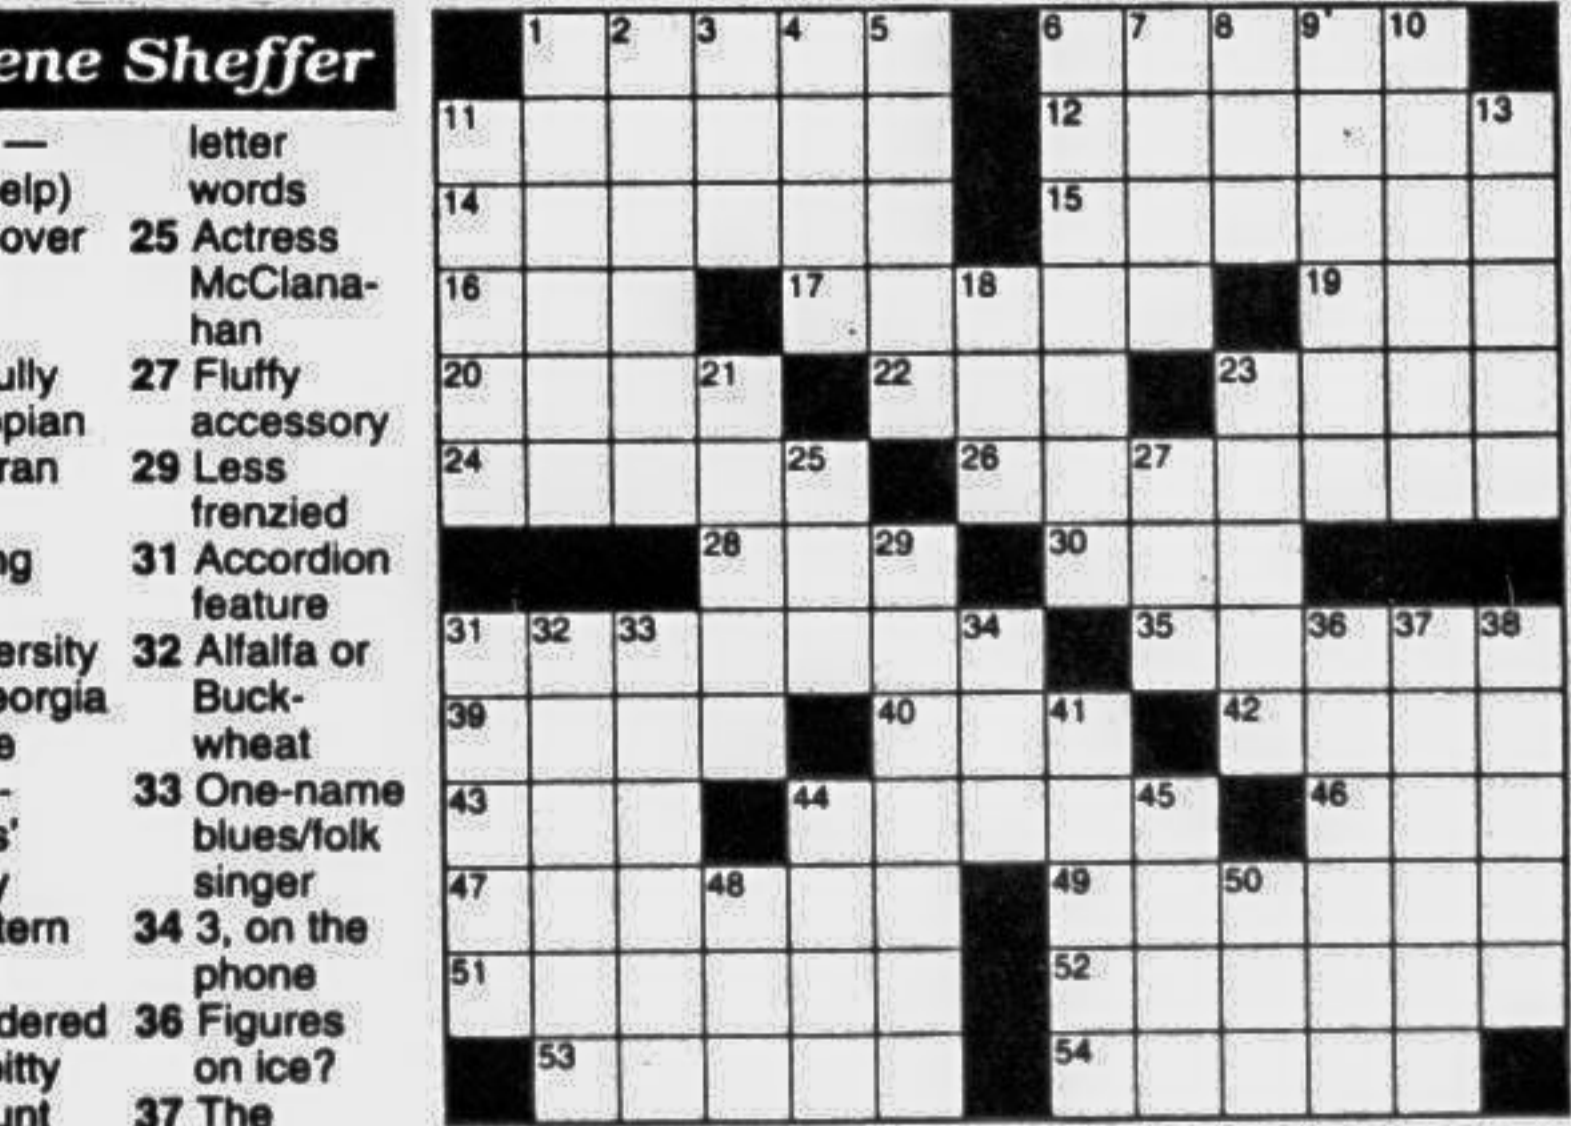 ene Sheffer
—
elp)
over
ully
pian
ran
ng
ersity
eorgia
e
-
s'
y
tern
dered
itty
unt
letter
words
25 Actress
McClana-
han
27 Fluffy
accessory
29 Less
frenzied
31 Accordion
feature
32 Alfalfa or
Buck-
wheat
33 One-name
blues/folk
singer
34 3, on the
phone
36 Figures
on ice?
37 The
1 2 3 4 5 6 7 8 9 10
11 12 13
14 15
16 17 18 19
20 21 22 23
24 25 26 27
28 29 30
31 32 33 34 35 36 37 38
39 40 41 42
43 44 45 46
47 48 49 50
51 52
53 54